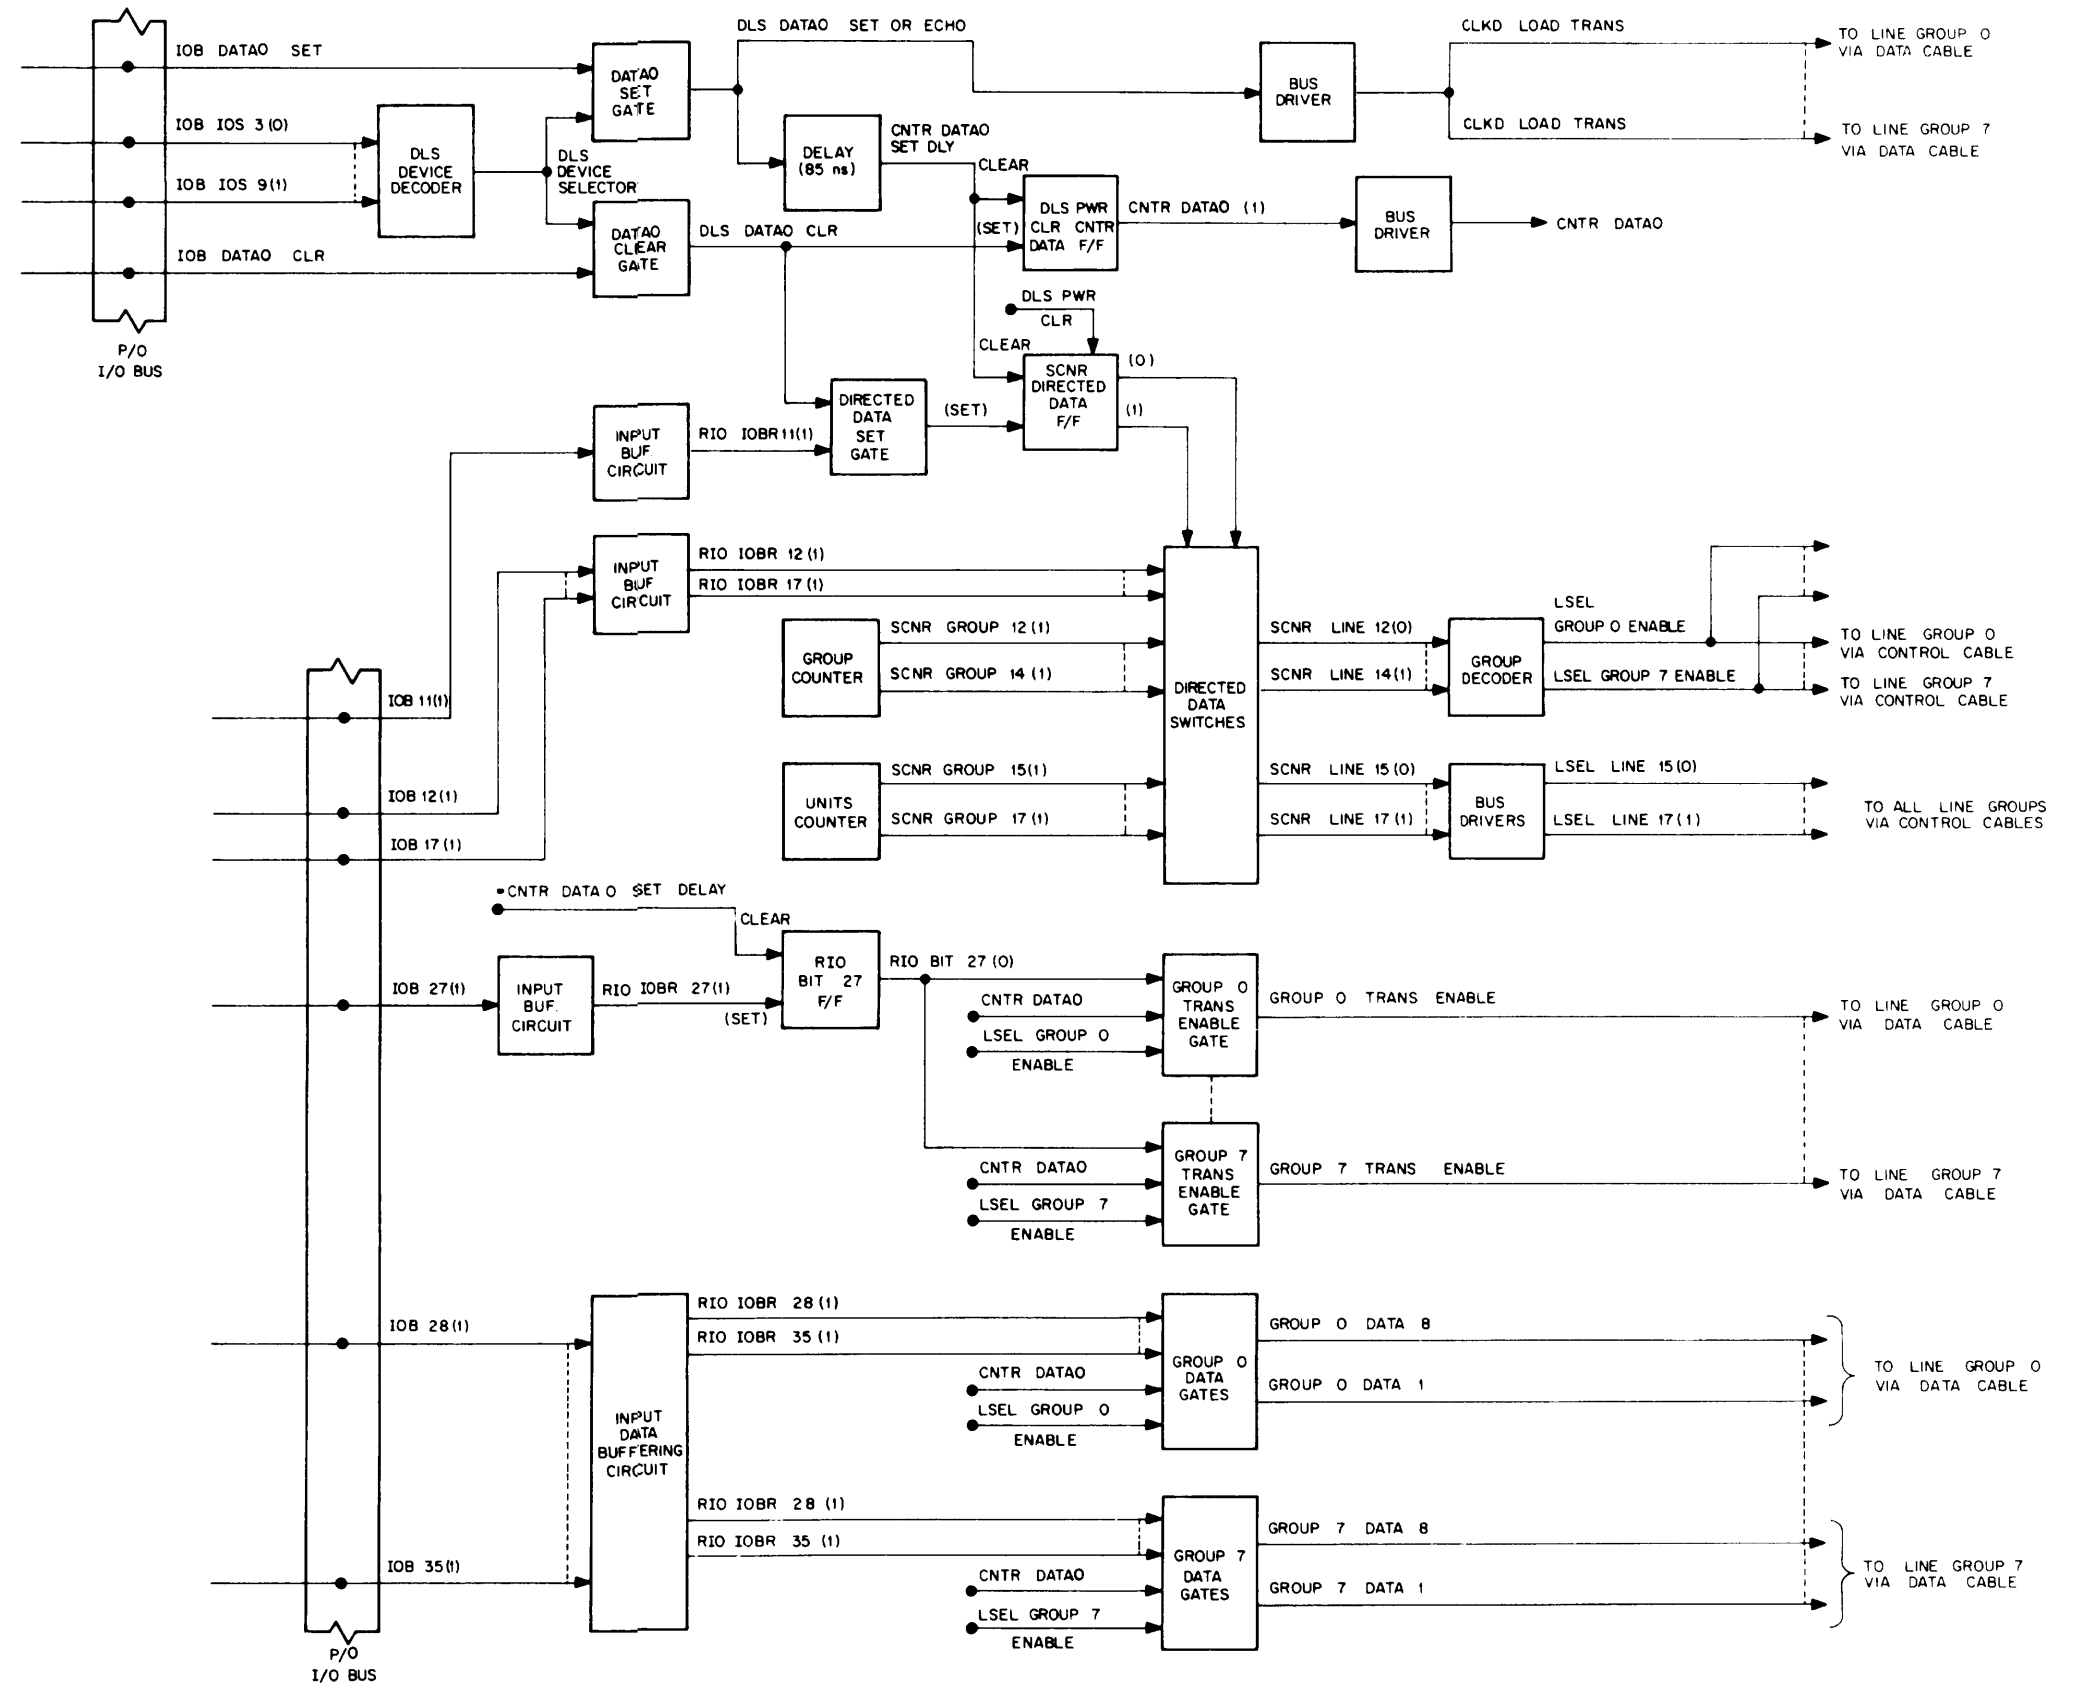 IOB DATAO SET
IOB IOS 3(0)
IOB IOS 9(1)
IOB DATAO CLR
P/O
I/O BUS
DLS
DEVICE
DECODER
DLS
DEVICE
SELECTOR
DATAO
SET
GATE
DATAO
CLEAR
GATE
DLS DATAO SET OR ECHO
DELAY
(85 ns)
CNTR DATAO
SET DLY
CLEAR
DLS DATAO CLR
(SET)
DLS PWR
CLR CNTR
DATA F/F
CNTR DATAO (1)
BUS
DRIVER
CNTR DATAO
BUS
DRIVER
CLKD LOAD TRANS
CLKD LOAD TRANS
TO LINE GROUP 0
VIA DATA CABLE
TO LINE GROUP 7
VIA DATA CABLE
DLS PWR
CLR
CLEAR
SCNR
DIRECTED
DATA
F/F
(0)
(1)
INPUT
BUF.
CIRCUIT
RIO IOBR 11(1)
DIRECTED
DATA
SET
GATE
(SET)
INPUT
BUF
CIRCUIT
RIO IOBR 12(1)
RIO IOBR 17(1)
GROUP
COUNTER
SCNR GROUP 12(1)
SCNR GROUP 14(1)
UNITS
COUNTER
SCNR GROUP 15(1)
SCNR GROUP 17(1)
DIRECTED
DATA
SWITCHES
SCNR LINE 12(0)
SCNR LINE 14(1)
GROUP
DECODER
LSEL
GROUP 0 ENABLE
LSEL GROUP 7 ENABLE
TO LINE GROUP 0
VIA CONTROL CABLE
TO LINE GROUP 7
VIA CONTROL CABLE
SCNR LINE 15(0)
SCNR LINE 17(1)
BUS
DRIVERS
LSEL LINE 15(0)
LSEL LINE 17(1)
TO ALL LINE GROUPS
VIA CONTROL CABLES
IOB 11(1)
IOB 12(1)
IOB 17(1)
CNTR DATAO SET DELAY
CLEAR
IOB 27(1)
INPUT
BUF.
CIRCUIT
RIO IOBR 27(1)
(SET)
RIO
BIT 27
F/F
RIO BIT 27(0)
CNTR DATAO
LSEL GROUP 0
ENABLE
GROUP 0
TRANS
ENABLE
GATE
GROUP 0 TRANS ENABLE
TO LINE GROUP 0
VIA DATA CABLE
CNTR DATAO
LSEL GROUP 7
ENABLE
GROUP 7
TRANS
ENABLE
GATE
GROUP 7 TRANS ENABLE
TO LINE GROUP 7
VIA DATA CABLE
IOB 28(1)
IOB 35(1)
INPUT
DATA
BUFFERING
CIRCUIT
RIO IOBR 28(1)
RIO IOBR 35(1)
CNTR DATAO
LSEL GROUP 0
ENABLE
GROUP 0
DATA
GATES
GROUP 0 DATA 8
GROUP 0 DATA 1
TO LINE GROUP 0
VIA DATA CABLE
RIO IOBR 28(1)
RIO IOBR 35(1)
CNTR DATAO
LSEL GROUP 7
ENABLE
GROUP 7
DATA
GATES
GROUP 7 DATA 8
GROUP 7 DATA 1
TO LINE GROUP 7
VIA DATA CABLE
P/O
I/O BUS